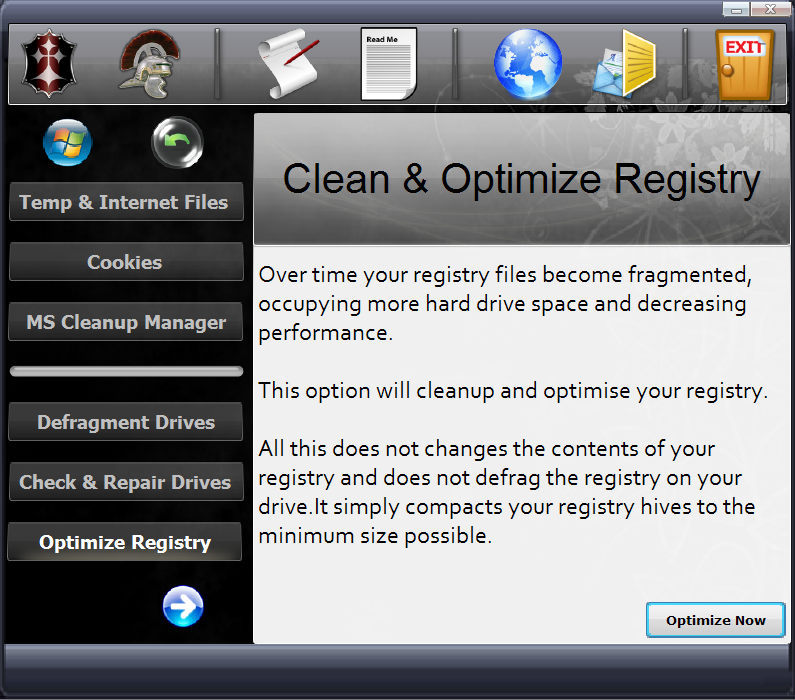 Read Me
EXIT
Temp & Internet Files
Cookies
MS Cleanup Manager
Defragment Drives
Check & Repair Drives
Optimize Registry
Clean & Optimize Registry
Over time your registry files become fragmented,
occupying more hard drive space and decreasing
performance.
This option will cleanup and optimise your registry.
All this does not changes the contents of your
registry and does not defrag the registry on your
drive.It simply compacts your registry hives to the
minimum size possible.
Optimize Now